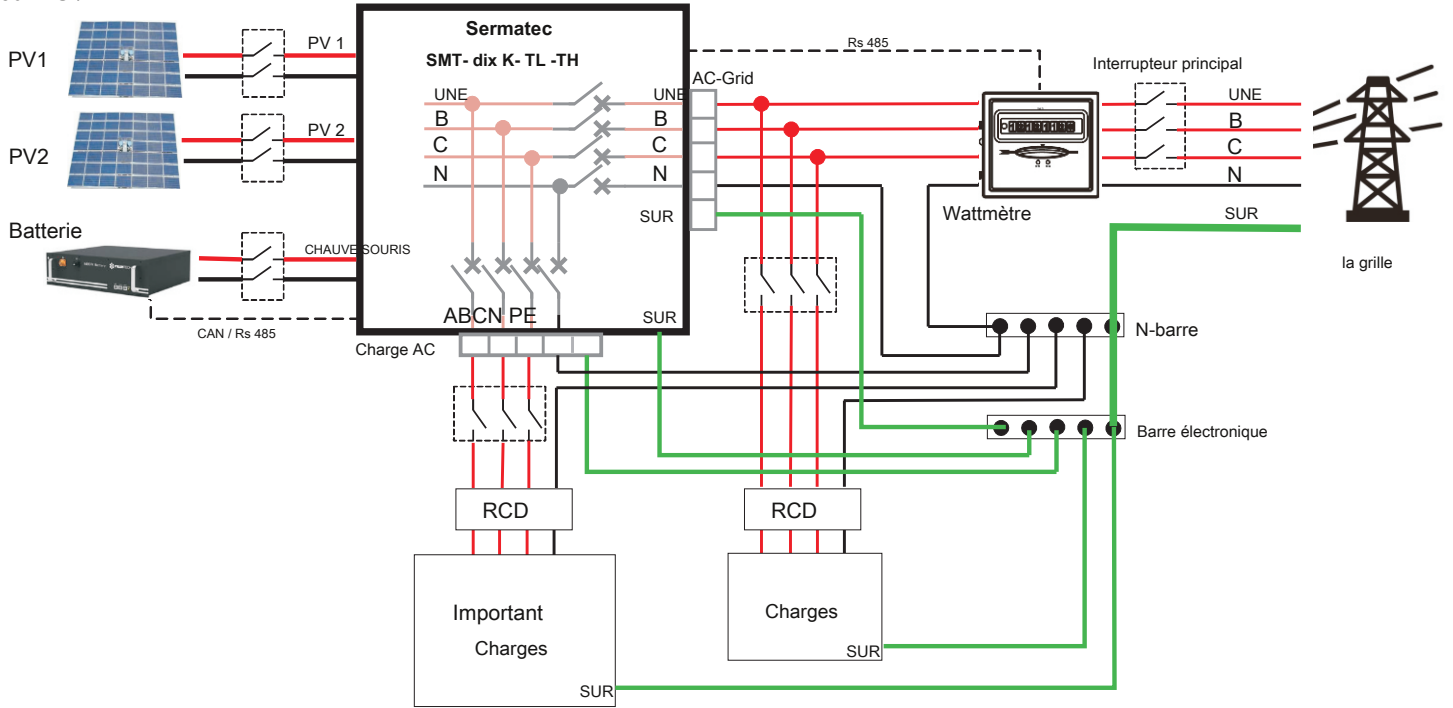 Sermatec
SMT- dix K- TL -TH
PV1
PV 1
PV2
PV 2
Batterie
CHAUVE SOURIS
CAN / Rs 485
UNE
B
C
N
UNE
B
C
N
SUR
ABCN PE
SUR
Charge AC
AC-Grid
Rs 485
Wattmètre
Interrupteur principal
UNE
B
C
N
SUR
la grille
N-barre
Barre électronique
RCD
RCD
Important
Charges
SUR
Charges
SUR